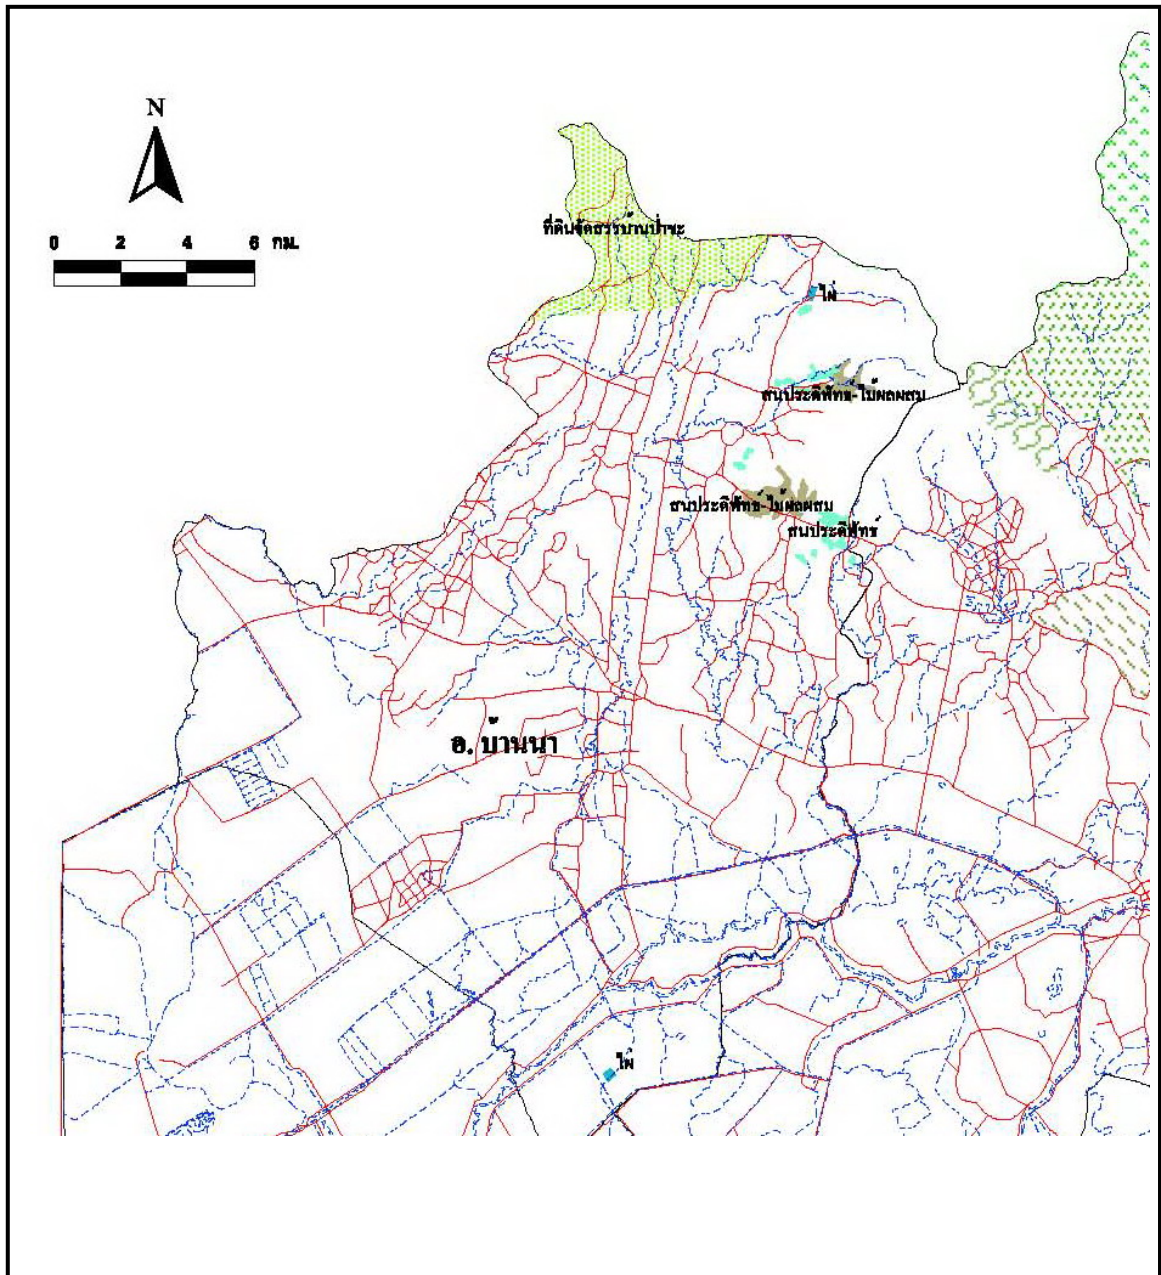 N
0 2 4 6 กม.
ที่ดินจัดสรรบ้านป่าขะ
ไผ่
สนประดิพัทธ์-ไม้ผลผสม
สนประดิพัทธ์-ไม้ผลผสม
สนประดิพัทธ์
อ. บ้านนา
ไผ่